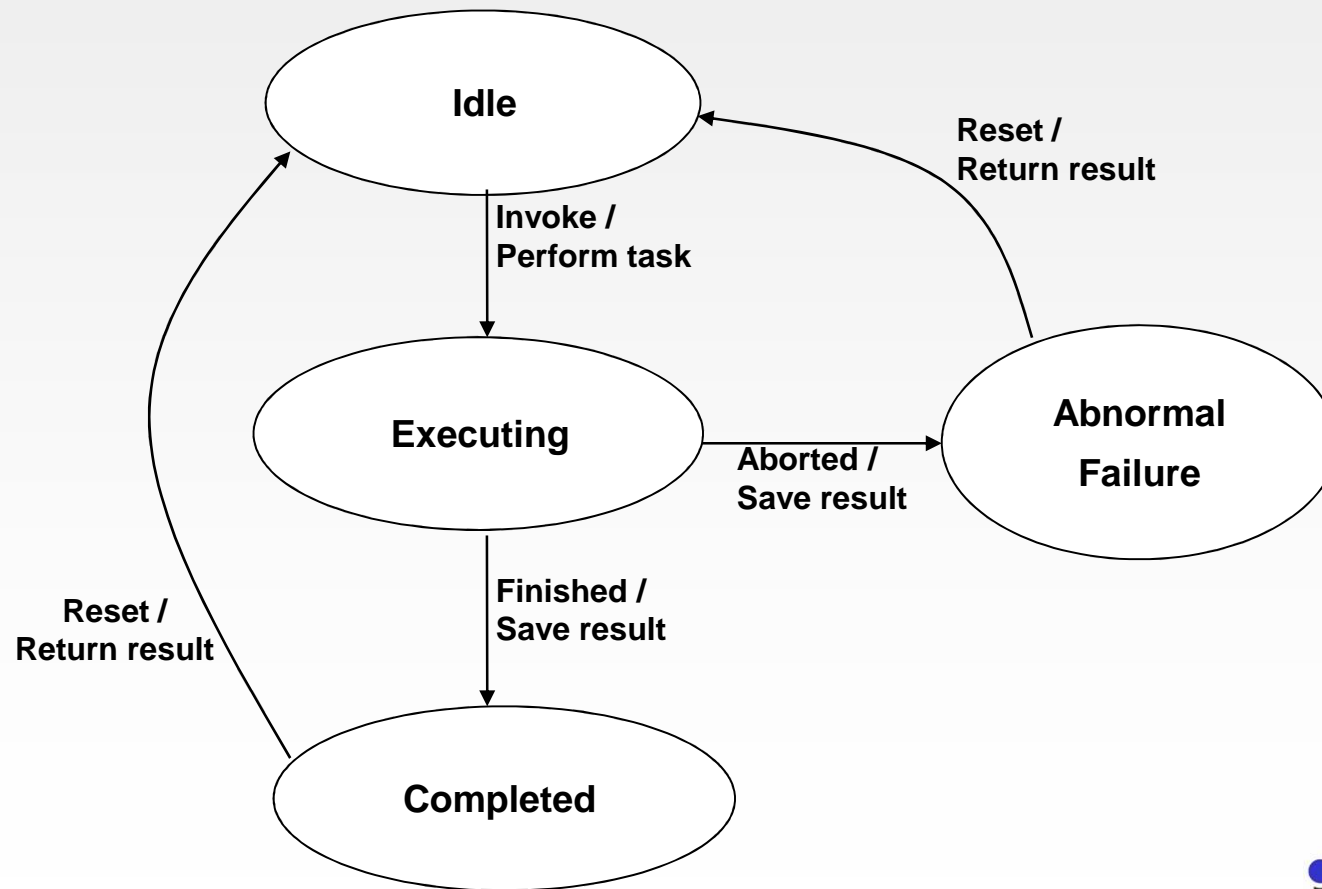 Idle
Reset /
Return result
Invoke /
Perform task
Executing
Abnormal
Failure
Aborted /
Save result
Finished /
Save result
Reset /
Return result
Completed